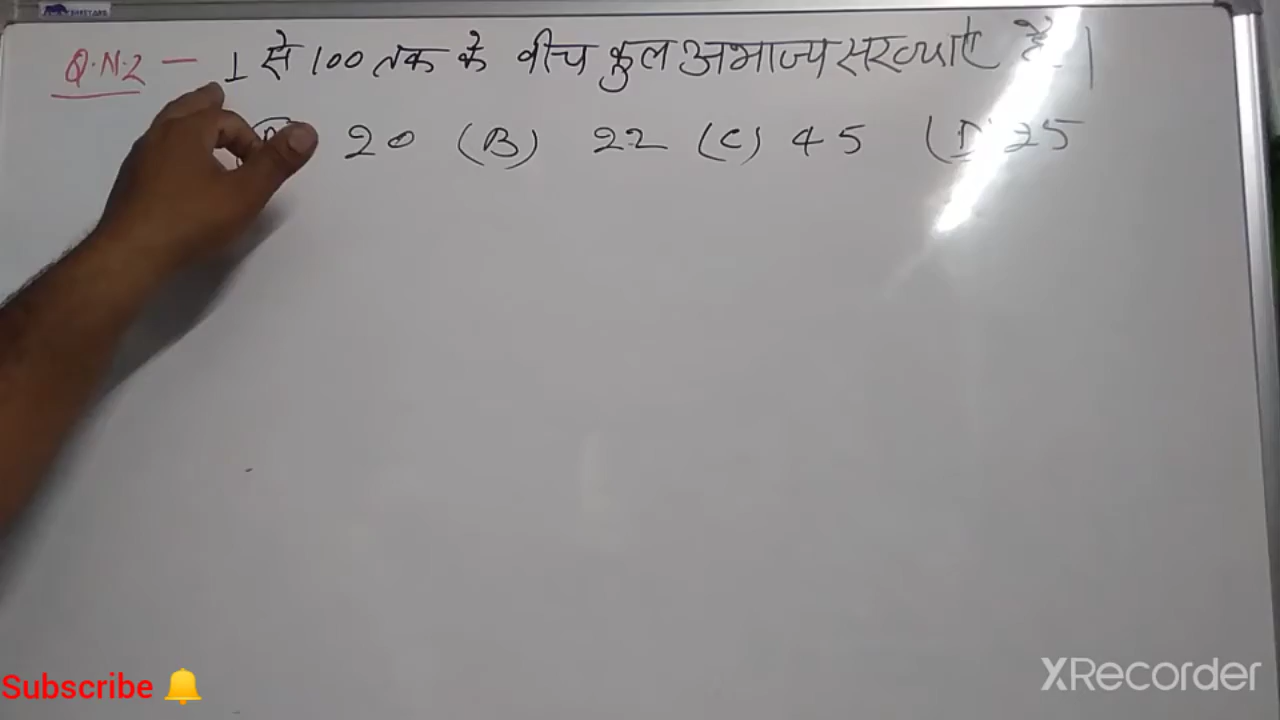 Q.N.2 — 1 से 100 तक के बीच कुल अभाज्य संख्याएं है।
20 (B) 22 (C) 45 (D) 25
Subscribe
XRecorder